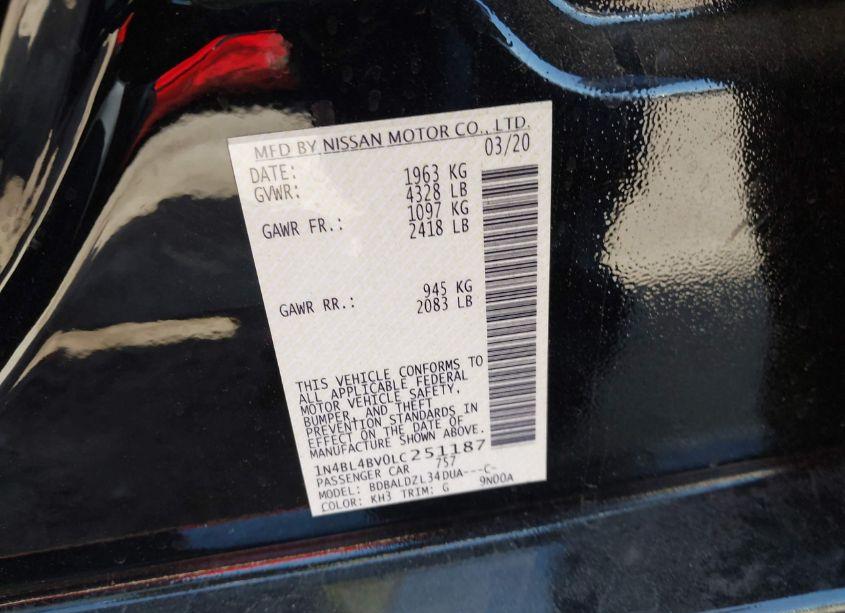 MFD BY NISSAN MOTOR CO., LTD.
DATE: 03/20
GVWR: 1963 KG
4328 LB
GAWR FR.: 1097 KG
2418 LB
GAWR RR.: 945 KG
2083 LB
THIS VEHICLE CONFORMS TO
ALL APPLICABLE FEDERAL
MOTOR VEHICLE SAFETY,
BUMPER, AND THEFT
PREVENTION STANDARDS IN
EFFECT ON THE DATE OF
MANUFACTURE SHOWN ABOVE.
1N4BL4BV0LC251187
PASSENGER CAR 757
MODEL: BDBALDZL34DUA---C-
COLOR: KH3 TRIM: G 9N00A